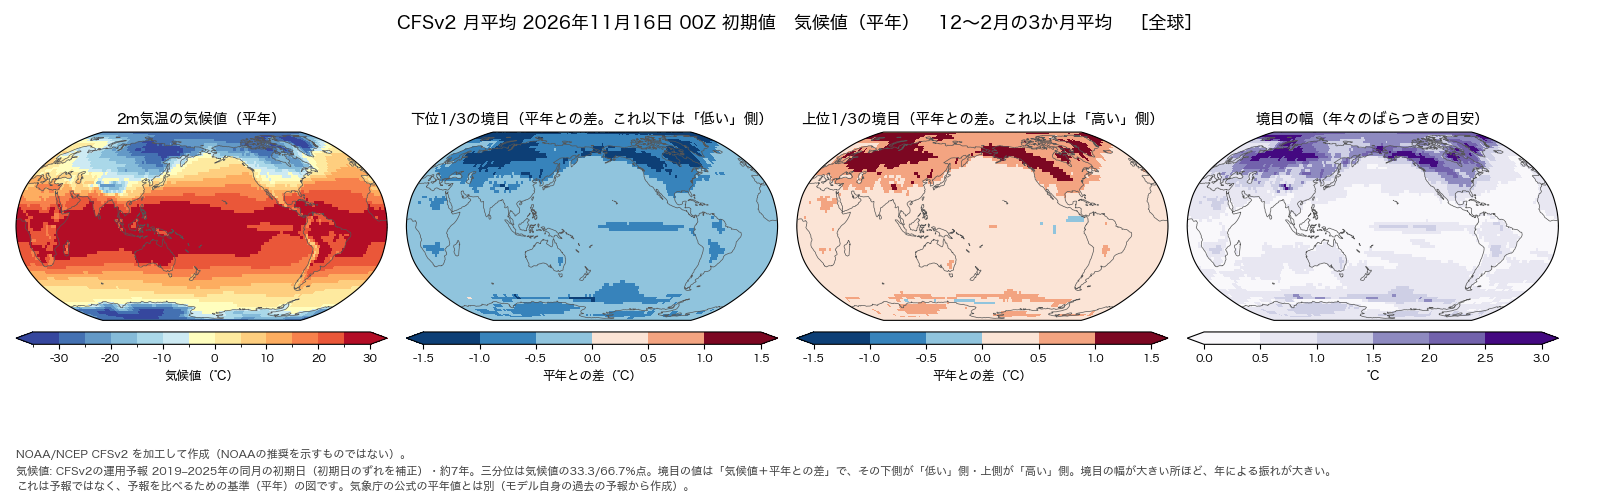 CFSv2 月平均 2026年11月16日 00Z 初期値　気候値（平年）　12～2月の3か月平均　［全球］
2m気温の気候値（平年）
下位1/3の境目（平年との差。これ以下は「低い」側）
上位1/3の境目（平年との差。これ以上は「高い」側）
境目の幅（年々のばらつきの目安）
-30 -20 -10 0 10 20 30
-1.5 -1.0 -0.5 0.0 0.5 1.0 1.5
-1.5 -1.0 -0.5 0.0 0.5 1.0 1.5
0.0 0.5 1.0 1.5 2.0 2.5 3.0
気候値（℃）
平年との差（℃）
平年との差（℃）
℃
NOAA/NCEP CFSv2 を加工して作成（NOAAの推奨を示すものではない）。
気候値: CFSv2の運用予報 2019–2025年の同月の初期日（初期日のずれを補正）・約7年。三分位は気候値の33.3/66.7%点。境目の値は「気候値＋平年との差」で、その下側が「低い」側・上側が「高い」側。境目の幅が大きい所ほど、年による振れが大きい。
これは予報ではなく、予報を比べるための基準（平年）の図です。気象庁の公式の平年値とは別（モデル自身の過去の予報から作成）。